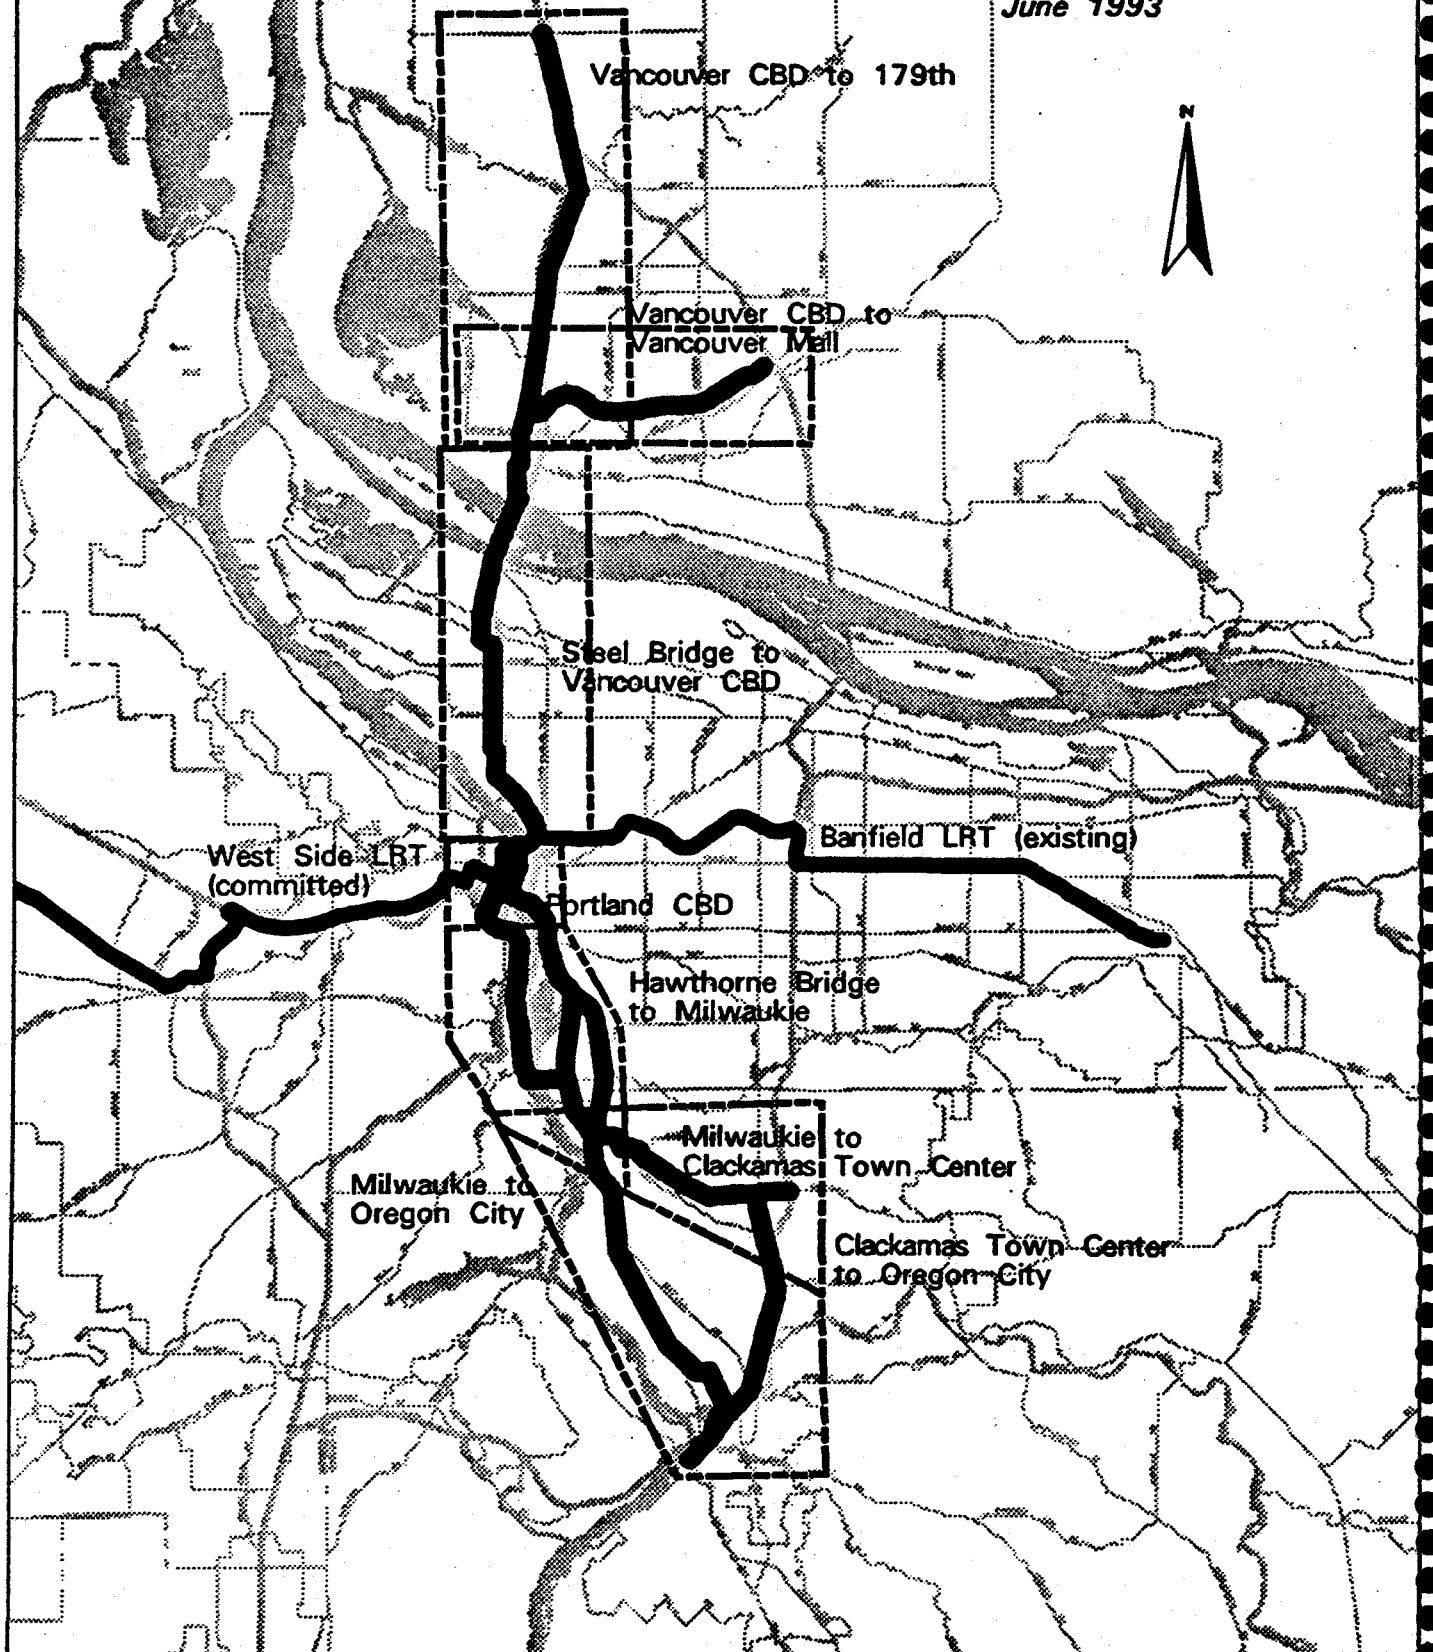 June 1993
Vancouver CBD to 179th
N
Vancouver CBD to
Vancouver Mall
Steel Bridge to
Vancouver CBD
Banfield LRT (existing)
West Side LRT
(committed)
Portland CBD
Hawthorne Bridge
to Milwaukie
Milwaukie to
Clackamas Town Center
Milwaukie to
Oregon City
Clackamas Town Center
to Oregon City